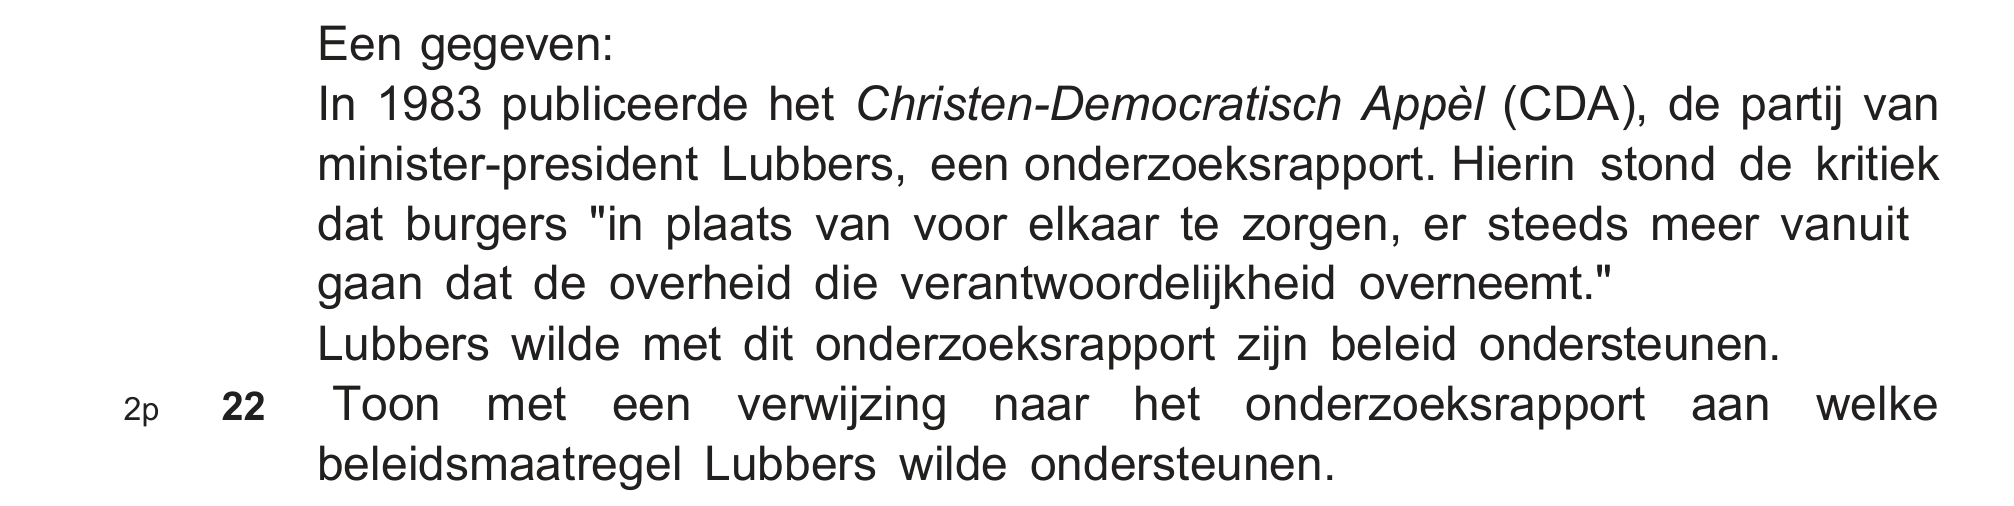 Een gegeven:
In 1983 publiceerde het Christen-Democratisch Appèl (CDA), de partij van
minister-president Lubbers, een onderzoeksrapport. Hierin stond de kritiek
dat burgers "in plaats van voor elkaar te zorgen, er steeds meer vanuit
gaan dat de overheid die verantwoordelijkheid overneemt."
Lubbers wilde met dit onderzoeksrapport zijn beleid ondersteunen.
2p 22 Toon met een verwijzing naar het onderzoeksrapport aan welke
beleidsmaatregel Lubbers wilde ondersteunen.